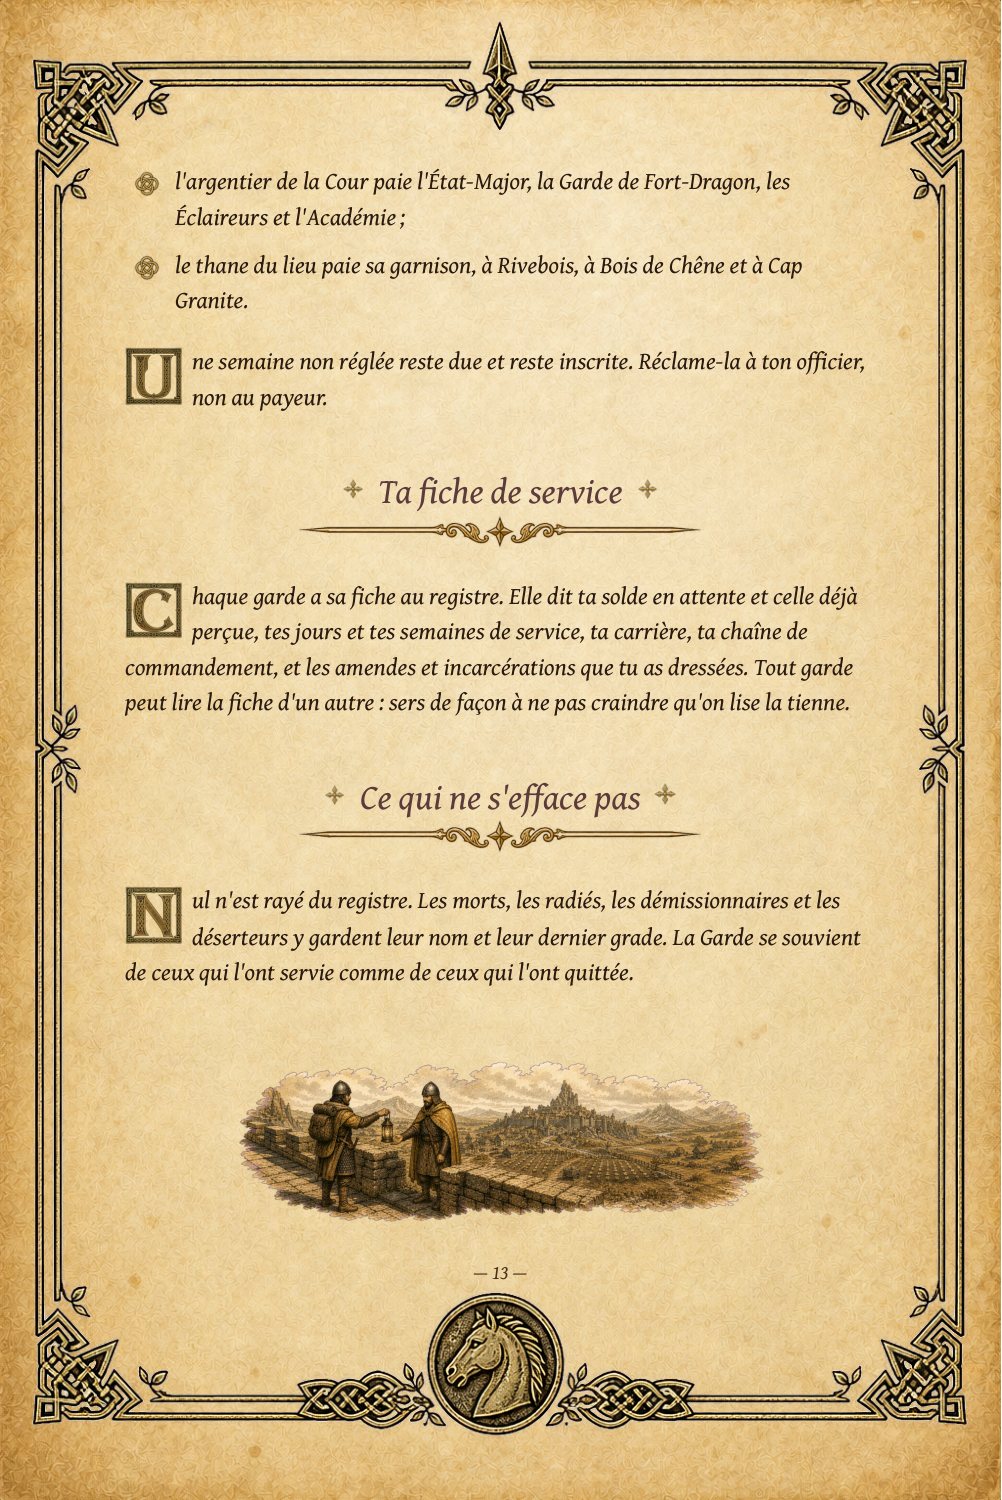 l'argentier de la Cour paie l'État-Major, la Garde de Fort-Dragon, les
Éclaireurs et l'Académie ;
le thane du lieu paie sa garnison, à Rivebois, à Bois de Chêne et à Cap
Granite.
Une semaine non réglée reste due et reste inscrite. Réclame-la à ton officier,
non au payeur.
Ta fiche de service
Chaque garde a sa fiche au registre. Elle dit ta solde en attente et celle déjà
perçue, tes jours et tes semaines de service, ta carrière, ta chaîne de
commandement, et les amendes et incarcérations que tu as dressées. Tout garde
peut lire la fiche d'un autre : sers de façon à ne pas craindre qu'on lise la tienne.
Ce qui ne s'efface pas
Nul n'est rayé du registre. Les morts, les radiés, les démissionnaires et les
déserteurs y gardent leur nom et leur dernier grade. La Garde se souvient
de ceux qui l'ont servie comme de ceux qui l'ont quittée.
— 13 —